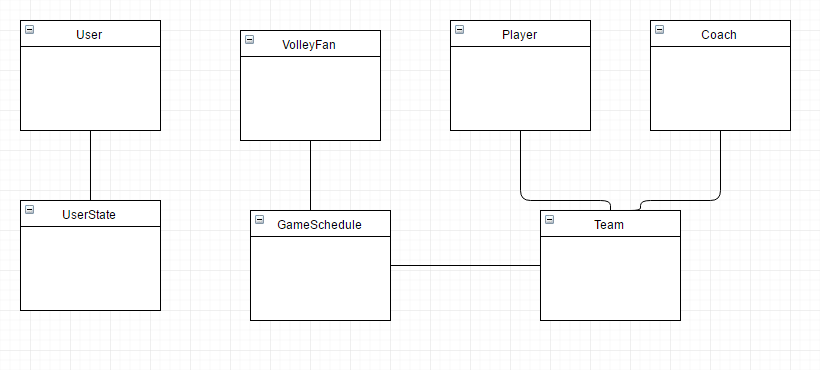 User
VolleyFan
Player
Coach
UserState
GameSchedule
Team